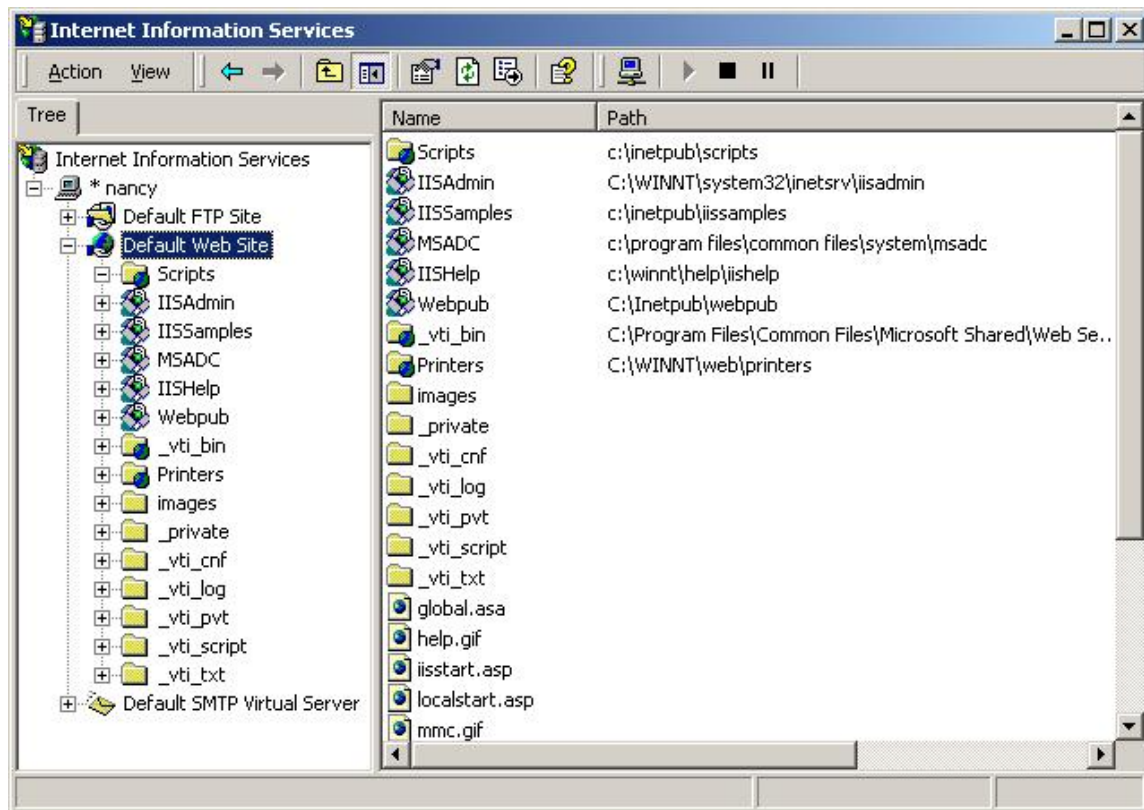 Internet Information Services
Action View
Tree
Internet Information Services
* nancy
Default FTP Site
Default Web Site
Scripts
IISAdmin
IISSamples
MSADC
IISHelp
Webpub
_vti_bin
Printers
images
_private
_vti_cnf
_vti_log
_vti_pvt
_vti_script
_vti_txt
Default SMTP Virtual Server
Name Path
Scripts c:\inetpub\scripts
IISAdmin C:\WINNT\system32\inetsrv\iisadmin
IISSamples c:\inetpub\iissamples
MSADC c:\program files\common files\system\msadc
IISHelp c:\winnt\help\iishelp
Webpub C:\Inetpub\webpub
_vti_bin C:\Program Files\Common Files\Microsoft Shared\Web Se..
Printers C:\WINNT\web\printers
images
_private
_vti_cnf
_vti_log
_vti_pvt
_vti_script
_vti_txt
global.asa
help.gif
iisstart.asp
localstart.asp
mmc.gif